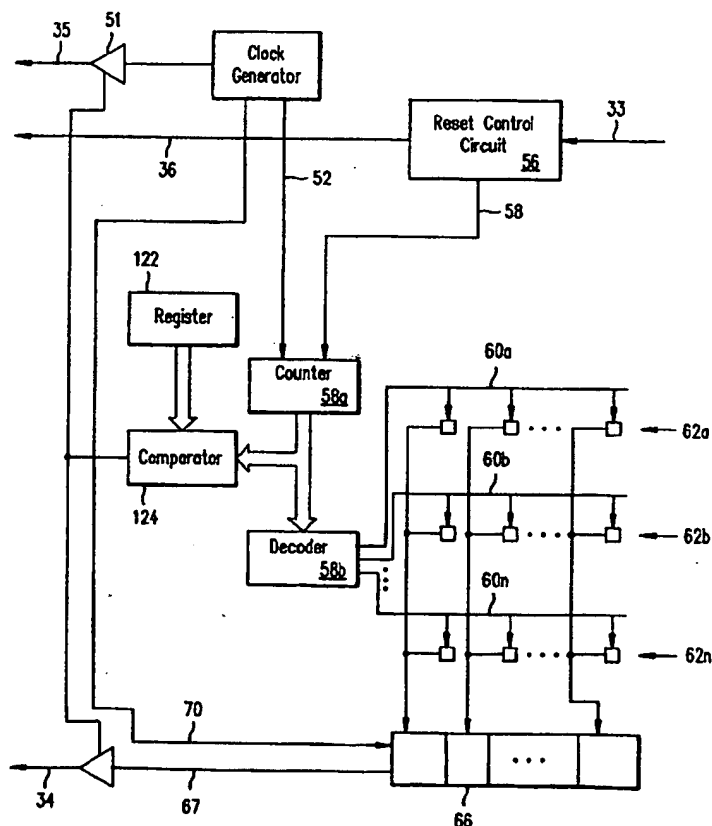 51
35
Clock
Generator
Reset Control
Circuit
56
33
36
52
58
122
Register
Counter
58a
60a
62a
Comparator
124
60b
Decoder
58b
62b
60n
62n
70
34
67
66